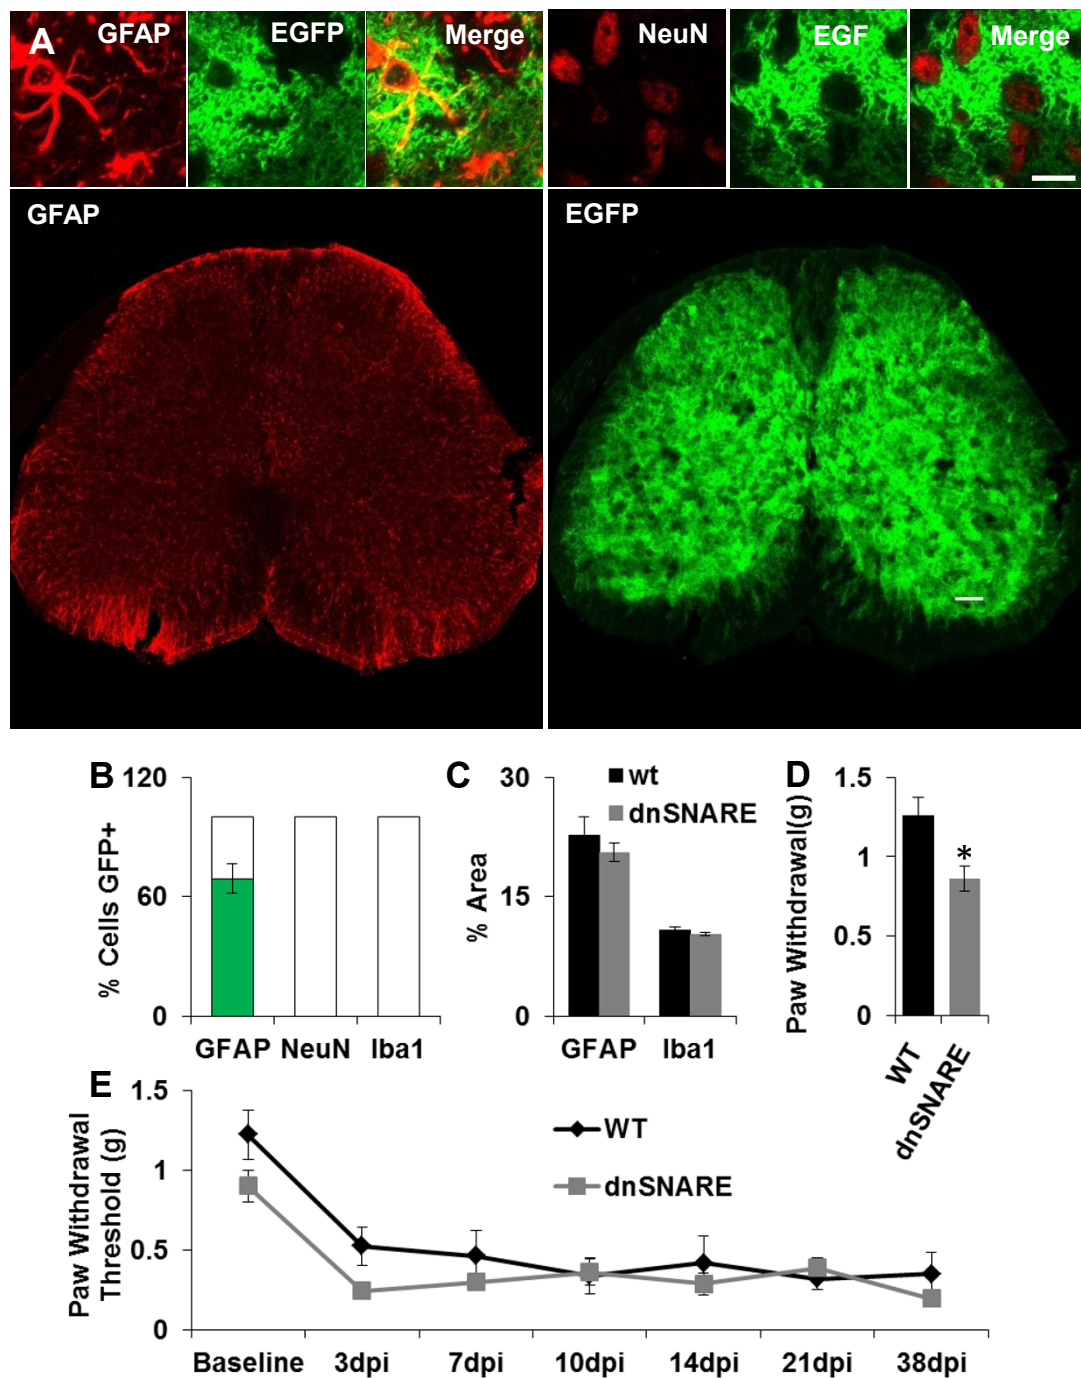 A GFAP EGFP Merge NeuN EGF Merge
GFAP EGFP
B 120 60 0
% Cells GFP+
GFAP NeuN Iba1
C 30 15 0
% Area
wt
dnSNARE
GFAP Iba1
D 1.5 1 0.5 0
Paw Withdrawal(g)
*
WT
dnSNARE
E 1.5 1 0.5 0
Paw Withdrawal
Threshold (g)
WT
dnSNARE
Baseline 3dpi 7dpi 10dpi 14dpi 21dpi 38dpi